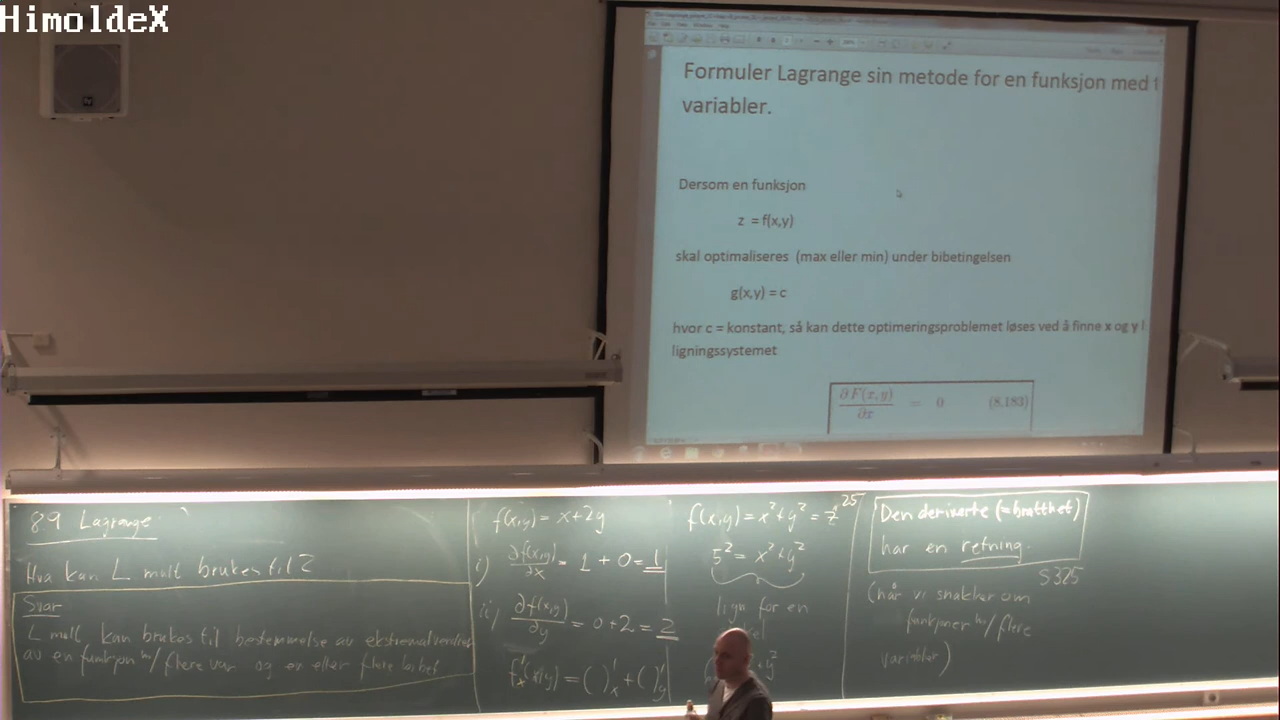 HimoldeX
Formuler Lagrange sin metode for en funksjon med t
variabler.
Dersom en funksjon
z = f(x,y)
skal optimaliseres (max eller min) under bibetingelsen
g(x,y) = c
hvor c = konstant, så kan dette optimeringsproblemet løses ved å finne x og y i
ligningssystemet
∂F(x,y)/∂x = 0 (8.183)
8.9 Lagrange
Hva kan L mult brukes til?
Svar
L mult. kan brukes til bestemmelse av ekstremalverdier
av en funksjon m/flere var og en eller flere
f(x,y) = x+2y
i) ∂f(x,y)/∂x = 1 + 0 = 1
ii) ∂f(x,y)/∂y = 0+2 = 2
f'x(x,y) = ( )'x + ( )'y
f(x,y) = x²+y² = z 25
5² = x²+y²
lign for en
+y²
Den deriverte (=bratthet)
har en retning.
S 325
(når vi snakker om
funksjoner m/flere
variabler)